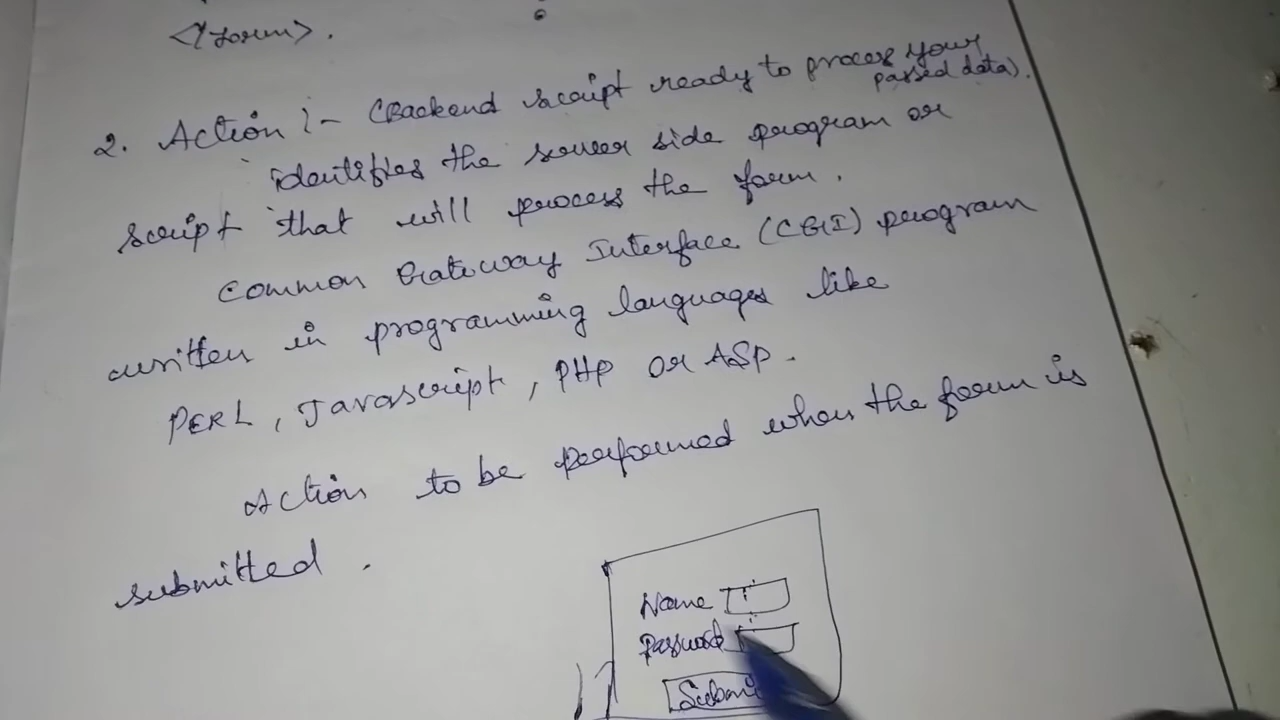 </form>.
2. Action :- (Backend script ready to process your
passed data).
identifies the server side program or
script that will process the form.
Common Gateway Interface (CGI) program
written in programming languages like
PERL, Javascript, PHP or ASP.
Action to be performed when the form is
submitted.
Name
Password
Submi